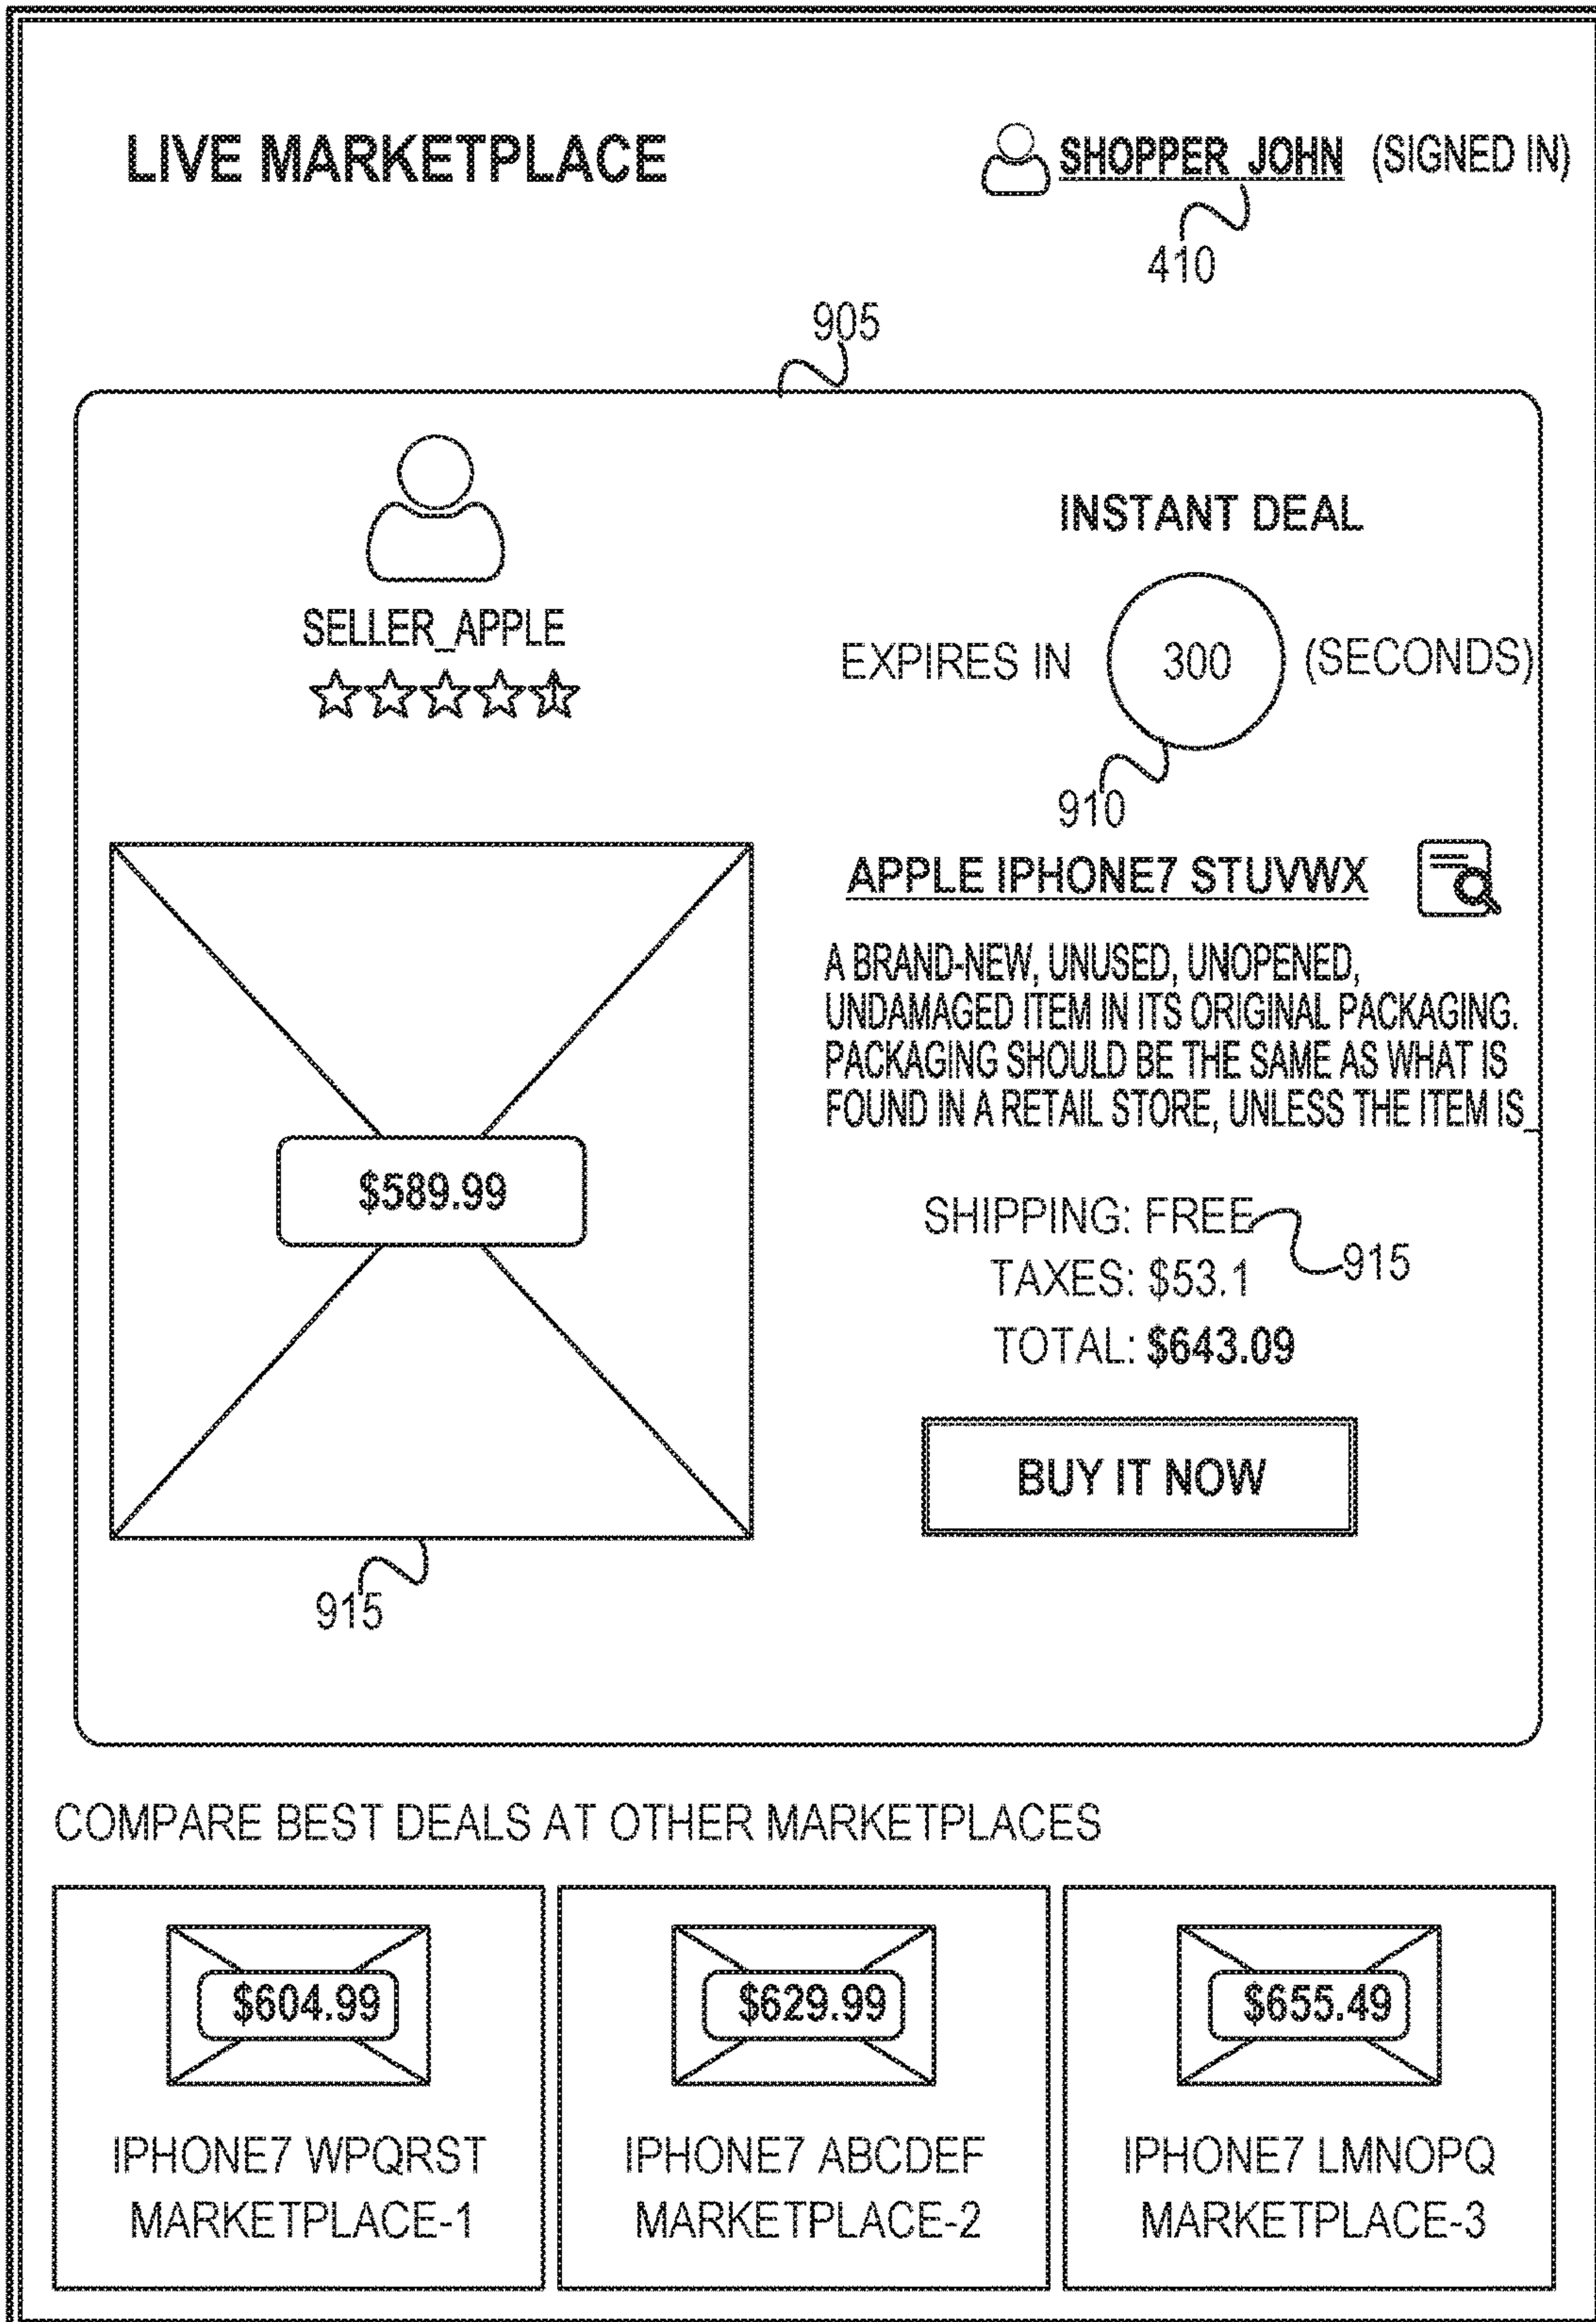 LIVE MARKETPLACE
SHOPPER_JOHN (SIGNED IN)
410
905
SELLER_APPLE
INSTANT DEAL
EXPIRES IN 300 (SECONDS)
910
APPLE IPHONE7 STUVWX
A BRAND-NEW, UNUSED, UNOPENED,
UNDAMAGED ITEM IN ITS ORIGINAL PACKAGING.
PACKAGING SHOULD BE THE SAME AS WHAT IS
FOUND IN A RETAIL STORE, UNLESS THE ITEM IS_
$589.99
SHIPPING: FREE
915
TAXES: $53.1
TOTAL: $643.09
BUY IT NOW
915
COMPARE BEST DEALS AT OTHER MARKETPLACES
$604.99
IPHONE7 WPQRST
MARKETPLACE-1
$629.99
IPHONE7 ABCDEF
MARKETPLACE-2
$655.49
IPHONE7 LMNOPQ
MARKETPLACE-3